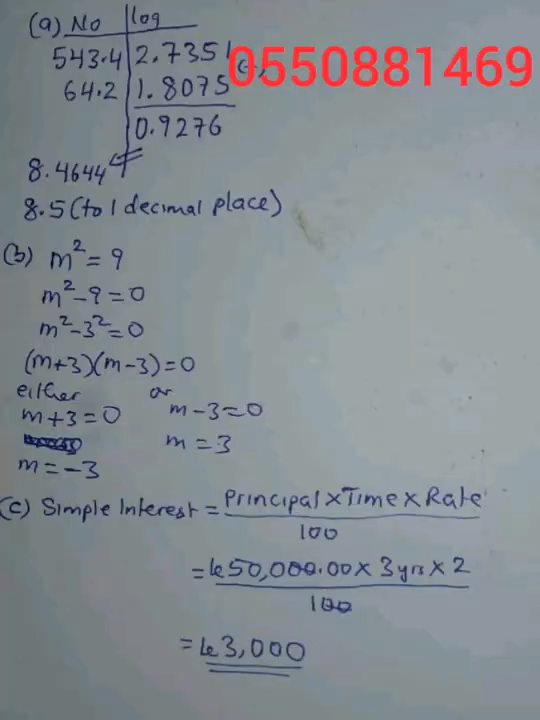 (a) No | log
543.4 | 2.7351
0550881469
64.2 | 1.8075
0.9276
8.4644
8.5 (to 1 decimal place)
(b) m² = 9
m² - 9 = 0
m² - 3² = 0
(m+3)(m-3) = 0
either or
m+3 = 0 m-3 = 0
m = -3 m = 3
(c) Simple Interest = Principal × Time × Rate
100
= Le50,000.00 × 3yrs × 2
100
= Le3,000